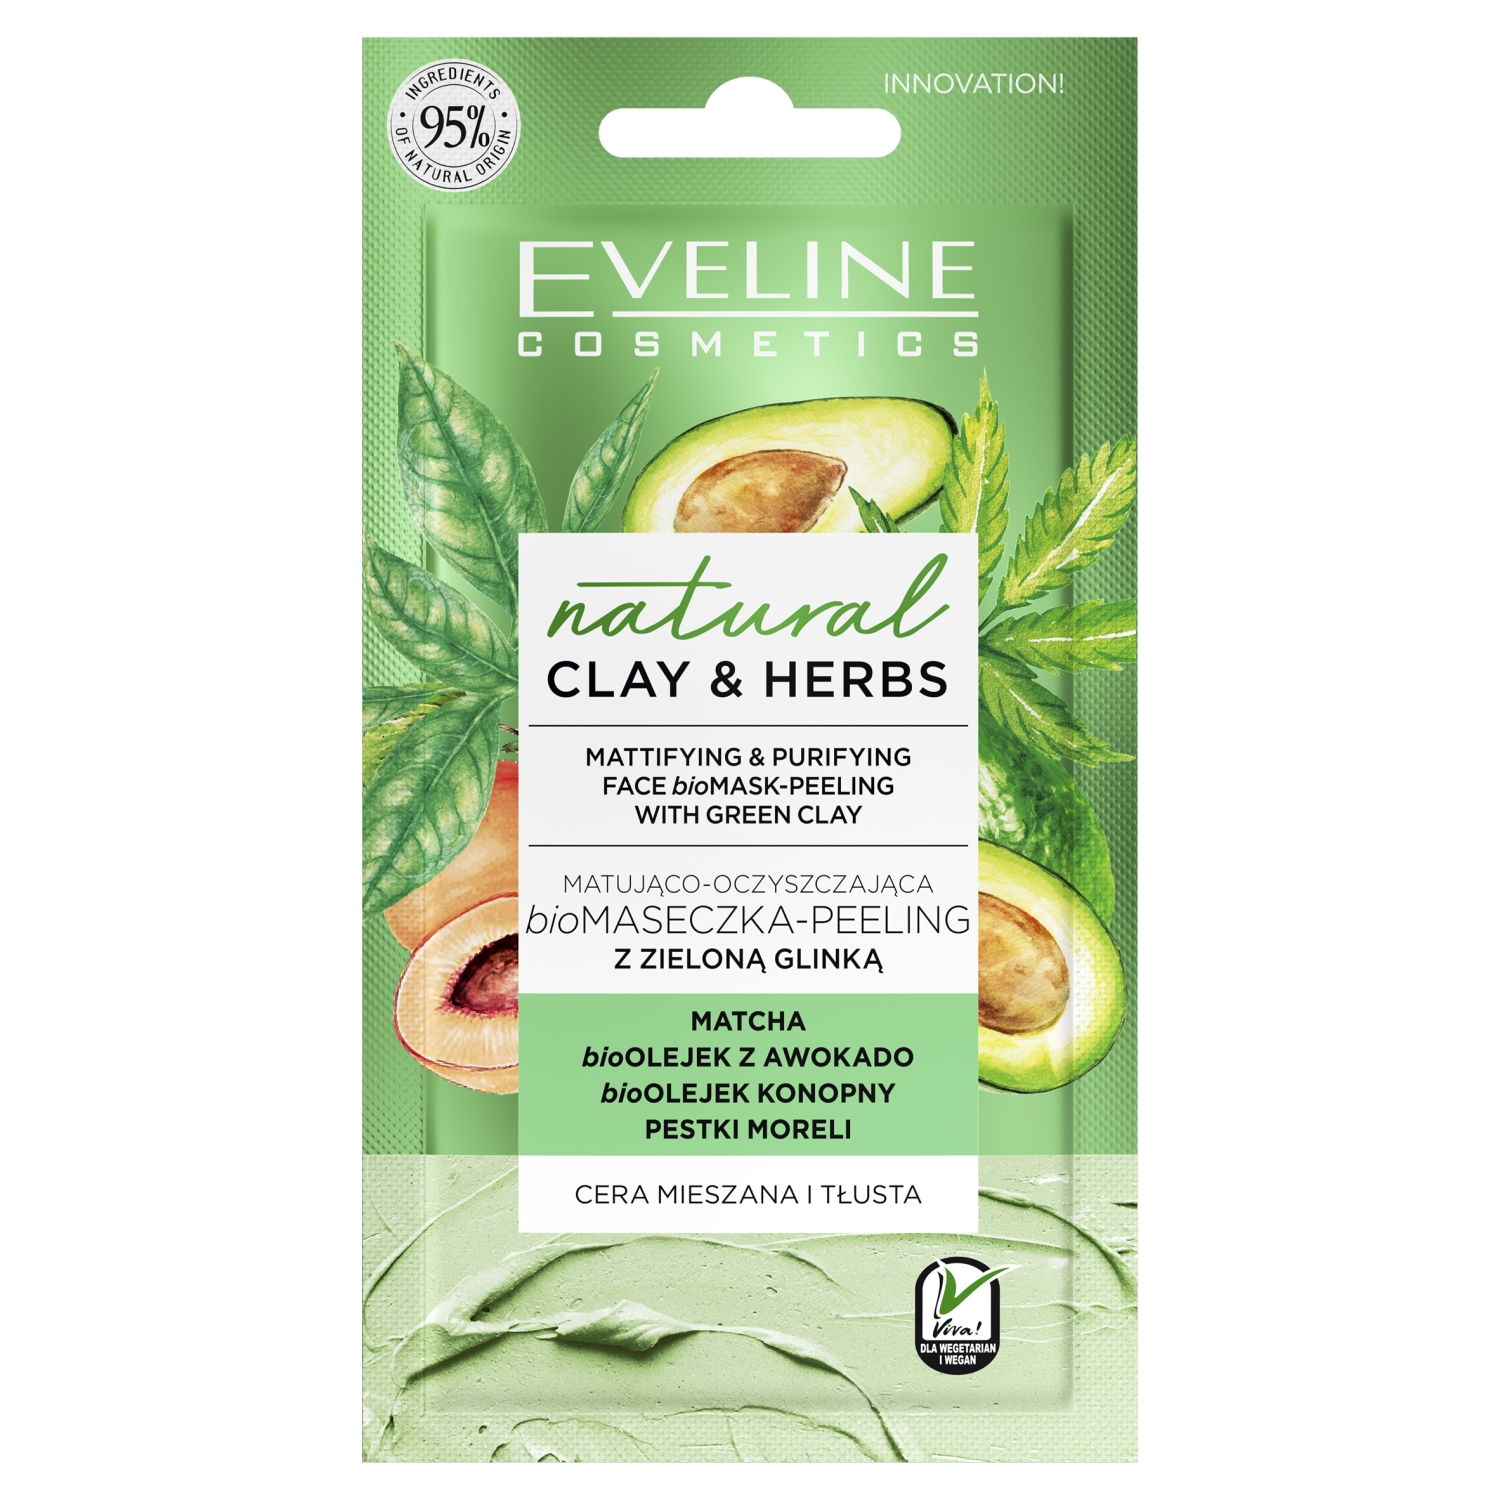 INGREDIENTS
95%
OF NATURAL ORIGIN
INNOVATION!
EVELINE
COSMETICS
natural
CLAY & HERBS
MATTIFYING & PURIFYING
FACE bioMASK-PEELING
WITH GREEN CLAY
MATUJĄCO-OCZYSZCZAJĄCA
bioMASECZKA-PEELING
Z ZIELONĄ GLINKĄ
MATCHA
bioOLEJEK Z AWOKADO
bioOLEJEK KONOPNY
PESTKI MORELI
CERA MIESZANA I TŁUSTA
Viva!
DLA WEGETARIAN
I WEGAN